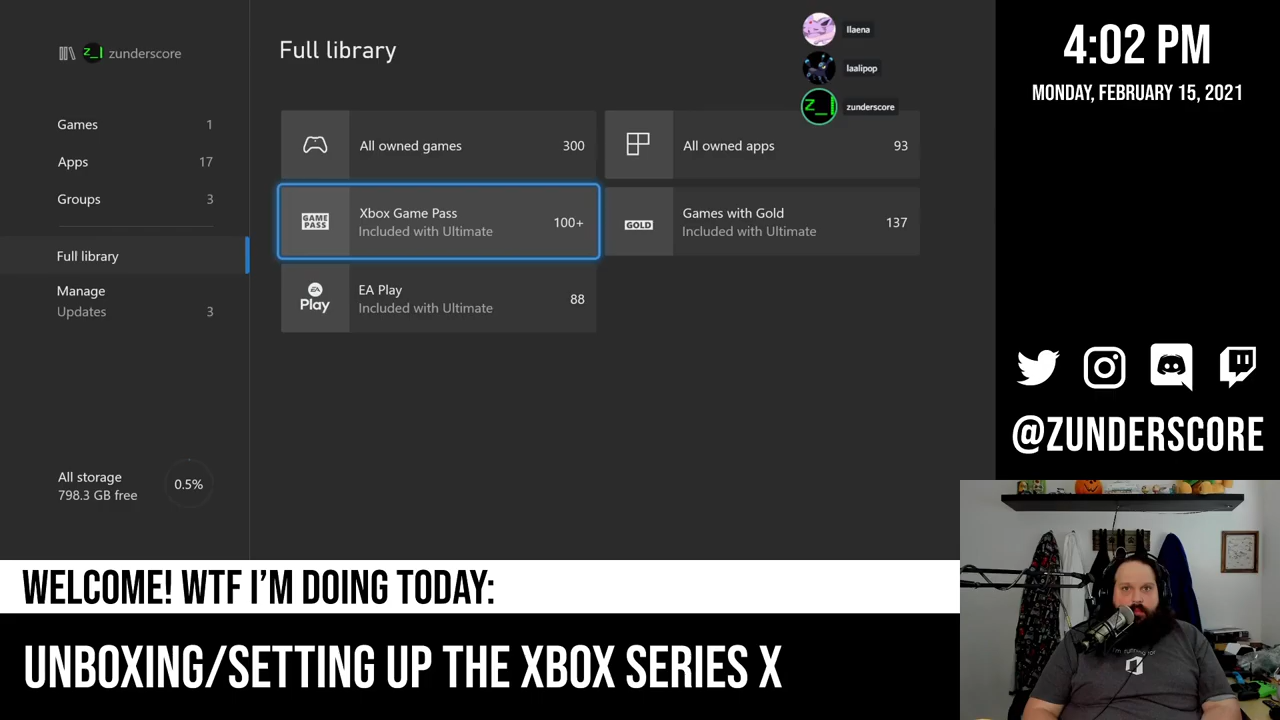 zunderscore
Games 1
Apps 17
Groups 3
Full library
Manage
Updates 3
All storage
798.3 GB free
0.5%
Full library
All owned games 300
All owned apps 93
GAME PASS
Xbox Game Pass
Included with Ultimate
100+
GOLD
Games with Gold
Included with Ultimate
137
EA Play
EA Play
Included with Ultimate
88
llaena
laalipop
zunderscore
4:02 PM
MONDAY, FEBRUARY 15, 2021
@ZUNDERSCORE
WELCOME! WTF I'M DOING TODAY:
UNBOXING/SETTING UP THE XBOX SERIES X